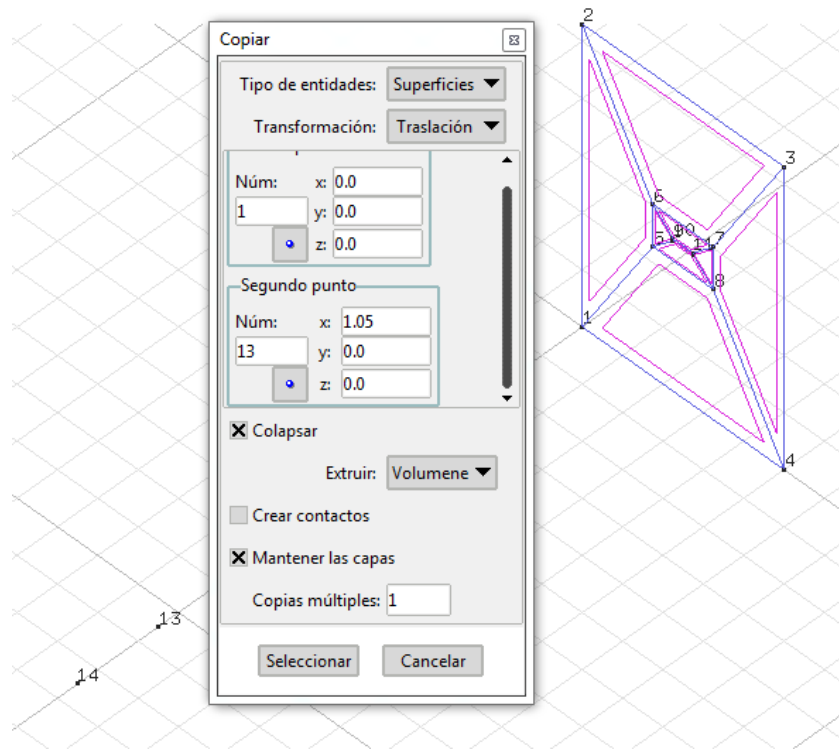 Copiar
Tipo de entidades: Superficies
Transformación: Traslación
Núm: x: 0.0
1 y: 0.0
z: 0.0
Segundo punto
Núm: x: 1.05
13 y: 0.0
z: 0.0
Colapsar
Extruir: Volumene
Crear contactos
Mantener las capas
Copias múltiples: 1
Seleccionar Cancelar
2
3
6
7
5
8
1
4
13
14